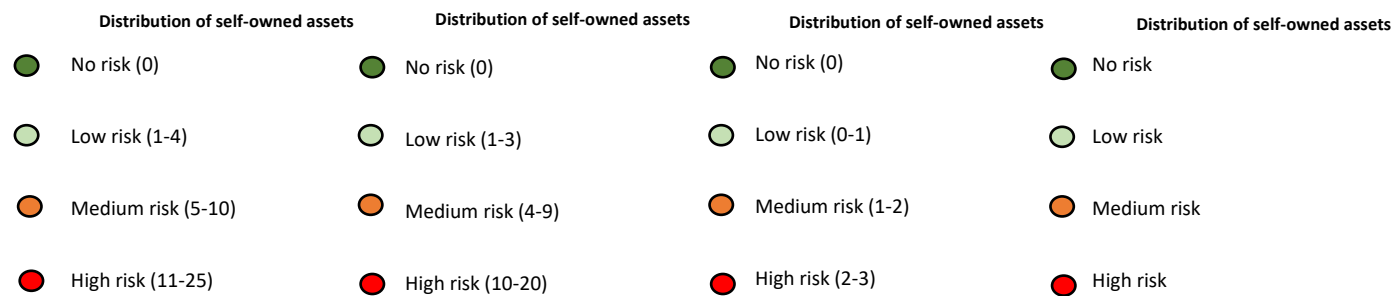 Distribution of self-owned assets
No risk (0)
Low risk (1-4)
Medium risk (5-10)
High risk (11-25)
Distribution of self-owned assets
No risk (0)
Low risk (1-3)
Medium risk (4-9)
High risk (10-20)
Distribution of self-owned assets
No risk (0)
Low risk (0-1)
Medium risk (1-2)
High risk (2-3)
Distribution of self-owned assets
No risk
Low risk
Medium risk
High risk